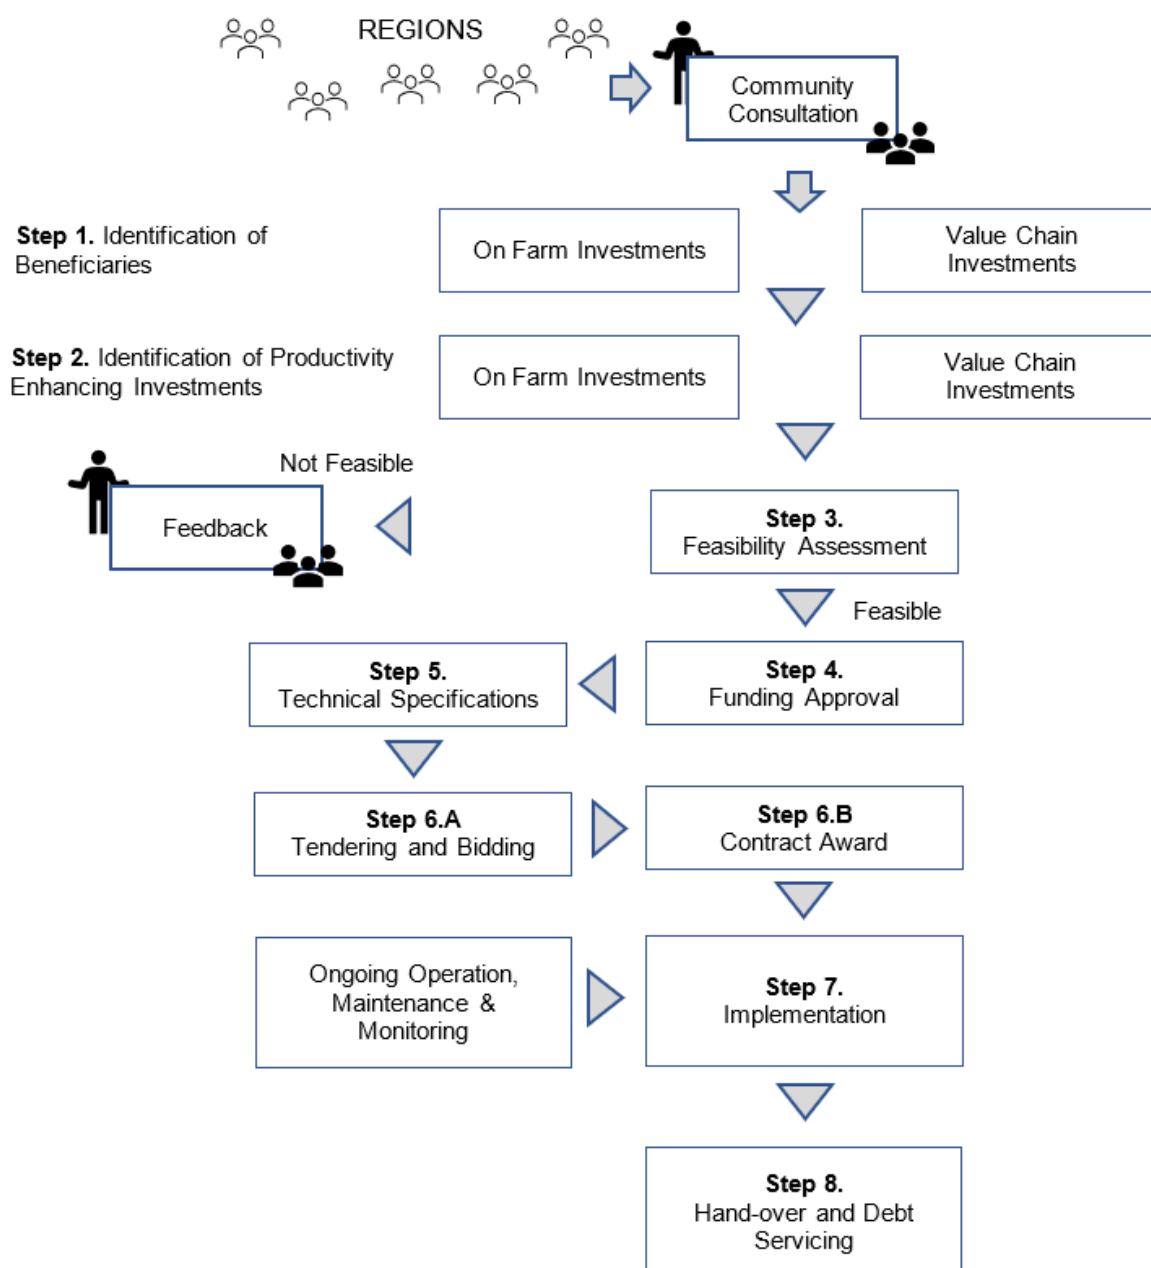 REGIONS
Community
Consultation
Step 1. Identification of
Beneficiaries
On Farm Investments
Value Chain
Investments
Step 2. Identification of Productivity
Enhancing Investments
On Farm Investments
Value Chain
Investments
Not Feasible
Feedback
Step 3.
Feasibility Assessment
Feasible
Step 5.
Technical Specifications
Step 4.
Funding Approval
Step 6.A
Tendering and Bidding
Step 6.B
Contract Award
Ongoing Operation,
Maintenance &
Monitoring
Step 7.
Implementation
Step 8.
Hand-over and Debt
Servicing